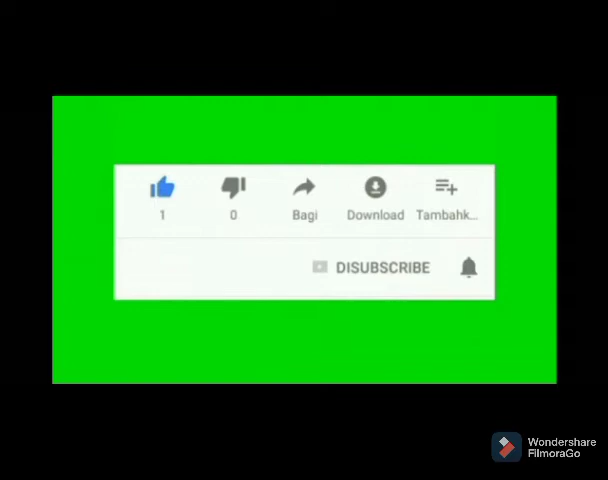 1
0
Bagi
Download
Tambahk...
DISUBSCRIBE
Wondershare
FilmoraGo